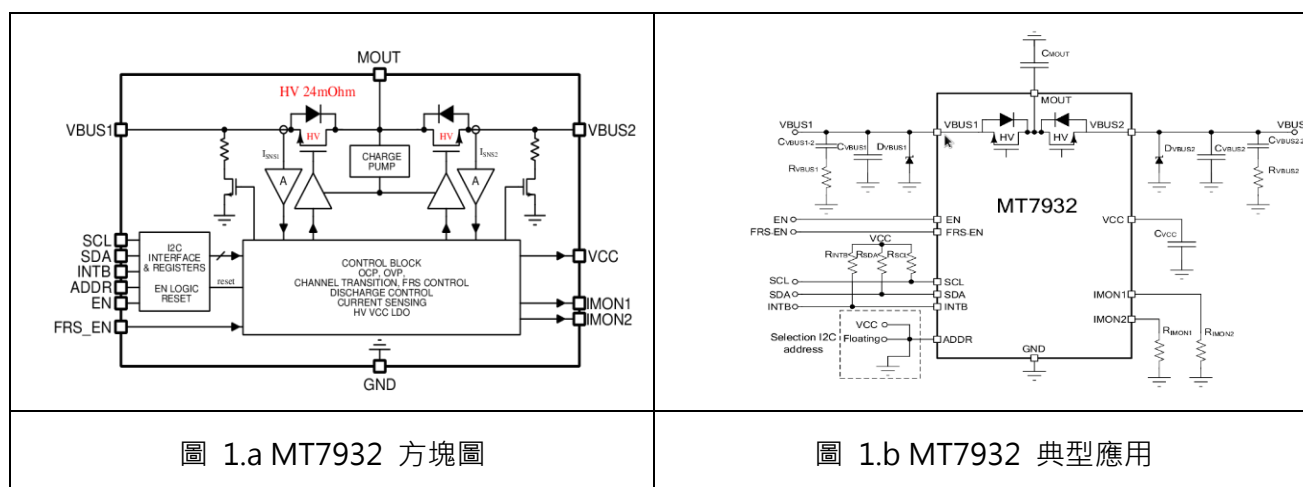 MOUT
HV 24mOhm
VBUS1
HV
HV
VBUS2
ISNS1
CHARGE
PUMP
ISNS2
A
A
SCL
SDA
INTB
ADDR
EN
FRS_EN
I2C
INTERFACE
& REGISTERS
EN LOGIC
RESET
reset
CONTROL BLOCK
OCP, OVP,
CHANNEL TRANSITION, FRS CONTROL
DISCHARGE CONTROL
CURRENT SENSING
HV VCC LDO
VCC
IMON1
IMON2
GND
圖 1.a MT7932 方塊圖
CMOUT
MOUT
VBUS1
VBUS1
HV
HV
VBUS2
VBUS
CVBUS1-2
CVBUS1
DVBUS1
RVBUS1
DVBUS2
CVBUS2
CVBUS2-2
RVBUS2
MT7932
EN
EN
FRS-EN
FRS-EN
VCC
CVCC
VCC
RINTB
RSDA
RSCL
SCL
SCL
SDA
SDA
INTB
INTB
IMON1
IMON2
RIMON1
RIMON2
Selection I2C
address
VCC
Floating
ADDR
GND
圖 1.b MT7932 典型應用